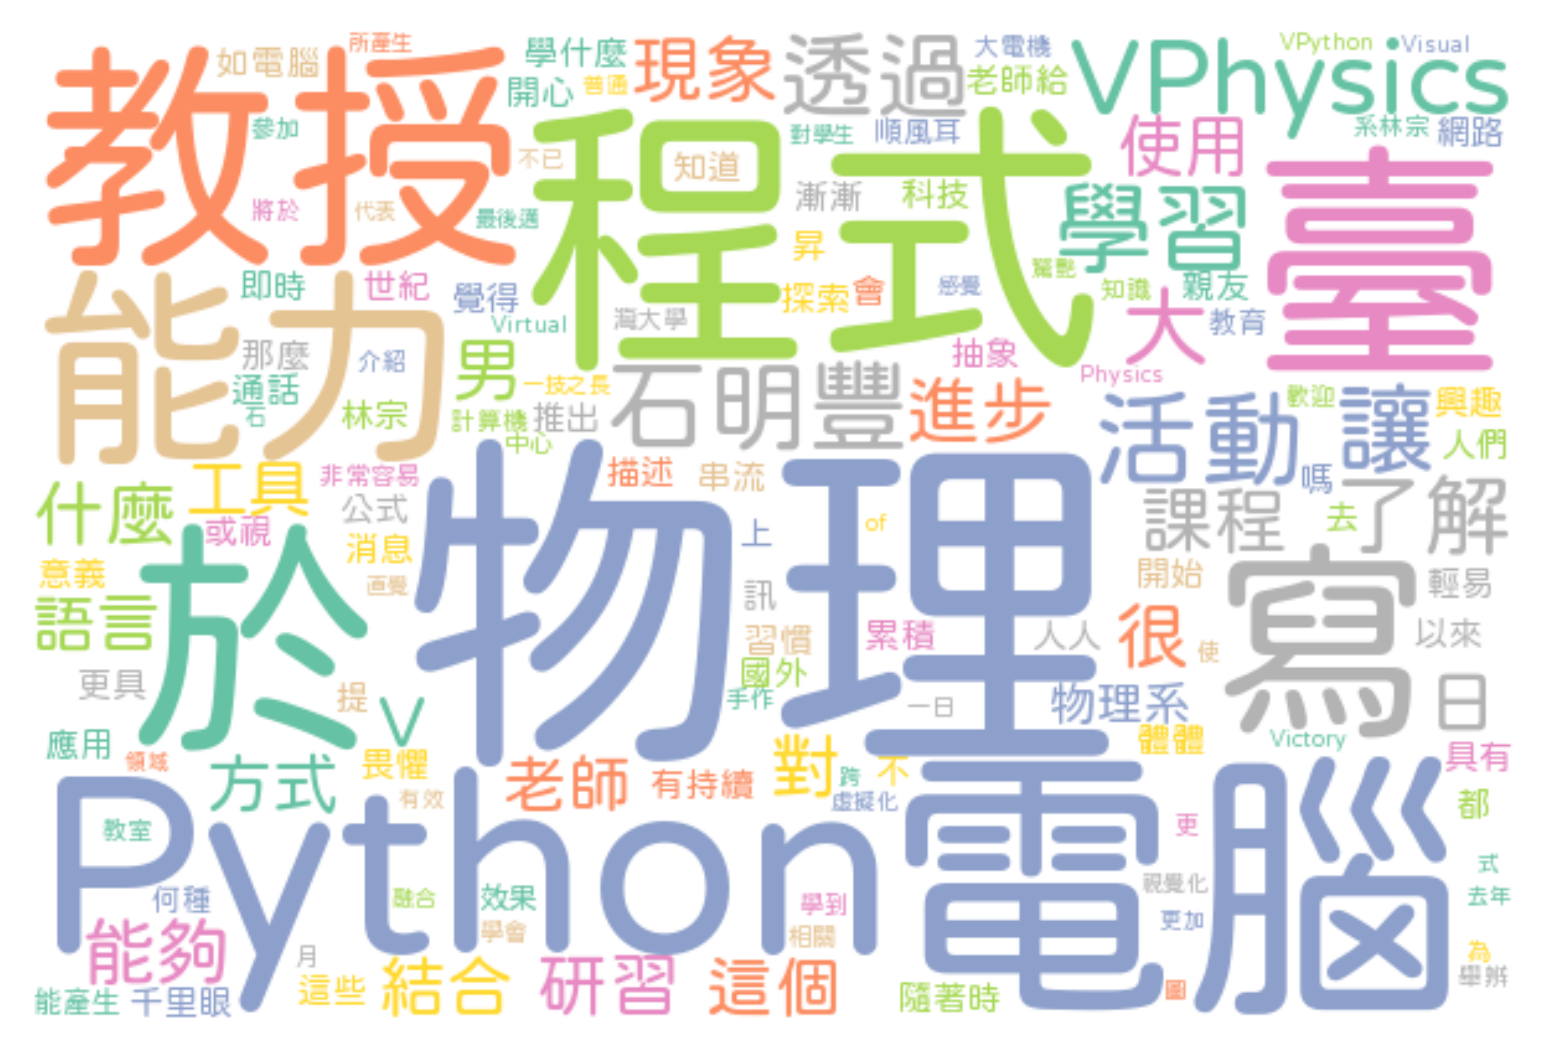 所產生
如電腦
學什麼
現象
透過
大電機
VPhysics
VPython
Visual
教授
開心
普通
老師給
參加
程式
對學生
順風耳
使用
系林宗
網路
不已
知道
將於
代表
最後邁
漸漸
科技
學習
臺
昇
驚艷
能力
即時
世紀
覺得
Virtual
灣大學
探索
會
感覺
知識
親友
大
教育
那麼
介紹
男
抽象
Physics
通話
石
林宗
一技之長
計算機
中心
推出
石明豐
進步
活動
歡迎
讓
興趣
人們
工具
非常容易
描述
串流
嗎
什麼
或視
公式
物理
課程
去
了解
消息
上
of
意義
直覺
開始
輕易
語言
於
訊
習慣
累積
人人
很
使
寫
以來
更具
提
V
國外
手作
一日
物理系
日
應用
領域
方式
畏懼
有效
老師
有持續
對
跨
不
虛擬化
體體
Victory
具有
都
Python
教室
電腦
更
式
何種
融合
效果
學會
學到
相關
視覺化
更加
去年
能夠
月
為
舉辦
能產生
千里眼
這些
結合
研習
這個
隨著時
圖